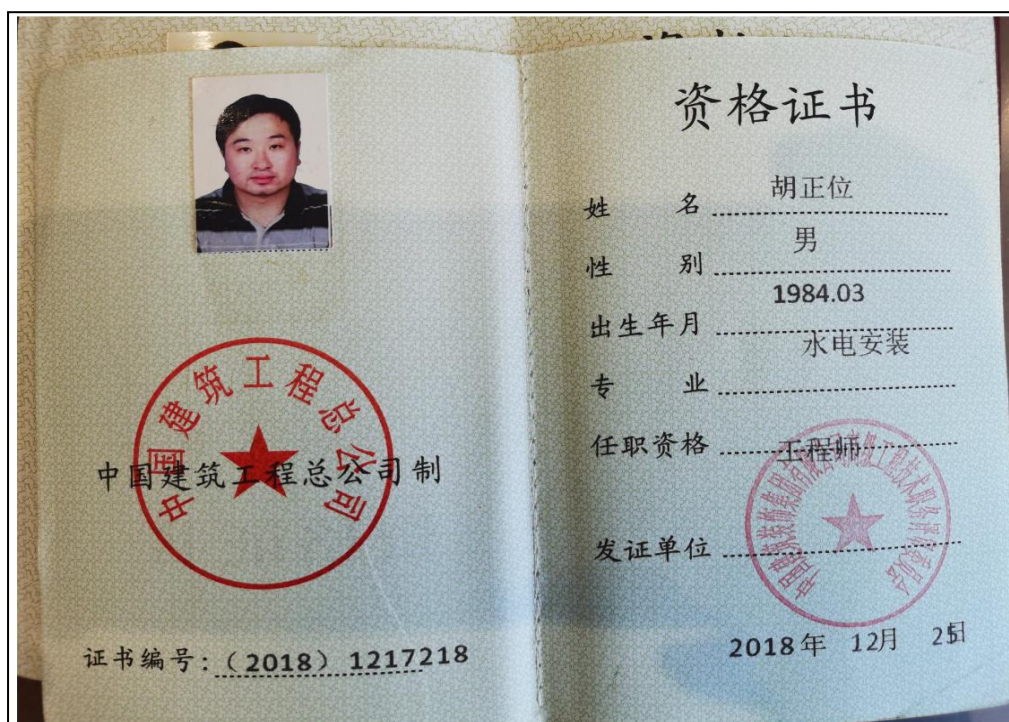 中国建筑工程总公司
中国建筑工程总公司制
证书编号：（2018）1217218
资格证书
姓 名 胡正位
性 别 男
出生年月 1984.03
专 业 水电安装
任职资格 工程师
发证单位
2018年 12月 25日